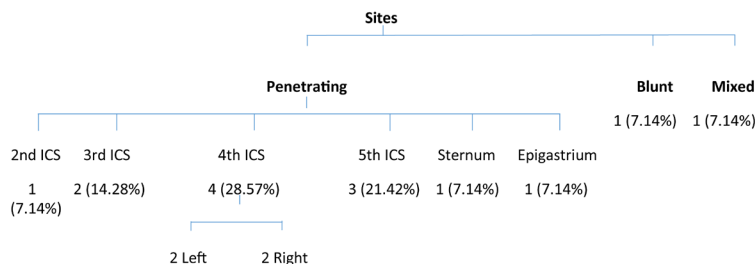 Sites
Penetrating Blunt Mixed
1 (7.14%) 1 (7.14%)
2nd ICS 3rd ICS 4th ICS 5th ICS Sternum Epigastrium
1 2 (14.28%) 4 (28.57%) 3 (21.42%) 1 (7.14%) 1 (7.14%)
(7.14%)
2 Left 2 Right